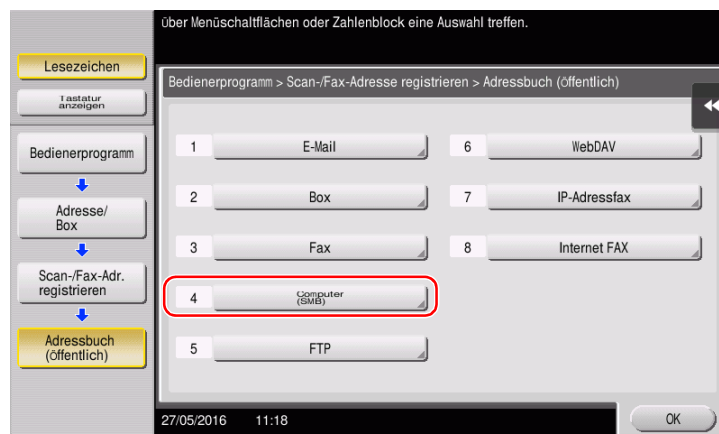 über Menüschaltflächen oder Zahlenblock eine Auswahl treffen.
Lesezeichen
Tastatur
anzeigen
Bedienerprogramm
Adresse/
Box
Scan-/Fax-Adr.
registrieren
Adressbuch
(Öffentlich)
Bedienerprogramm > Scan-/Fax-Adresse registrieren > Adressbuch (Öffentlich)
1 E-Mail
6 WebDAV
2 Box
7 IP-Adressfax
3 Fax
8 Internet FAX
4 Computer
(SMB)
5 FTP
27/05/2016 11:18
OK